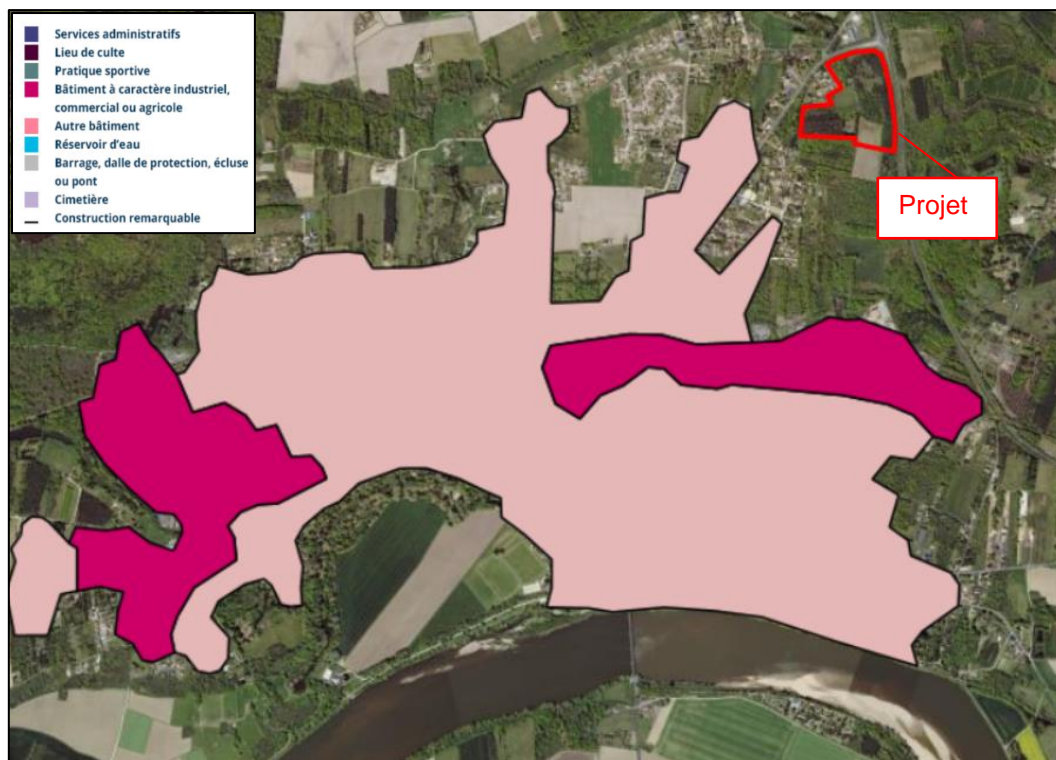 Services administratifs
Lieu de culte
Pratique sportive
Bâtiment à caractère industriel,
commercial ou agricole
Autre bâtiment
Réservoir d'eau
Barrage, dalle de protection, écluse
ou pont
Cimetière
Construction remarquable
Projet